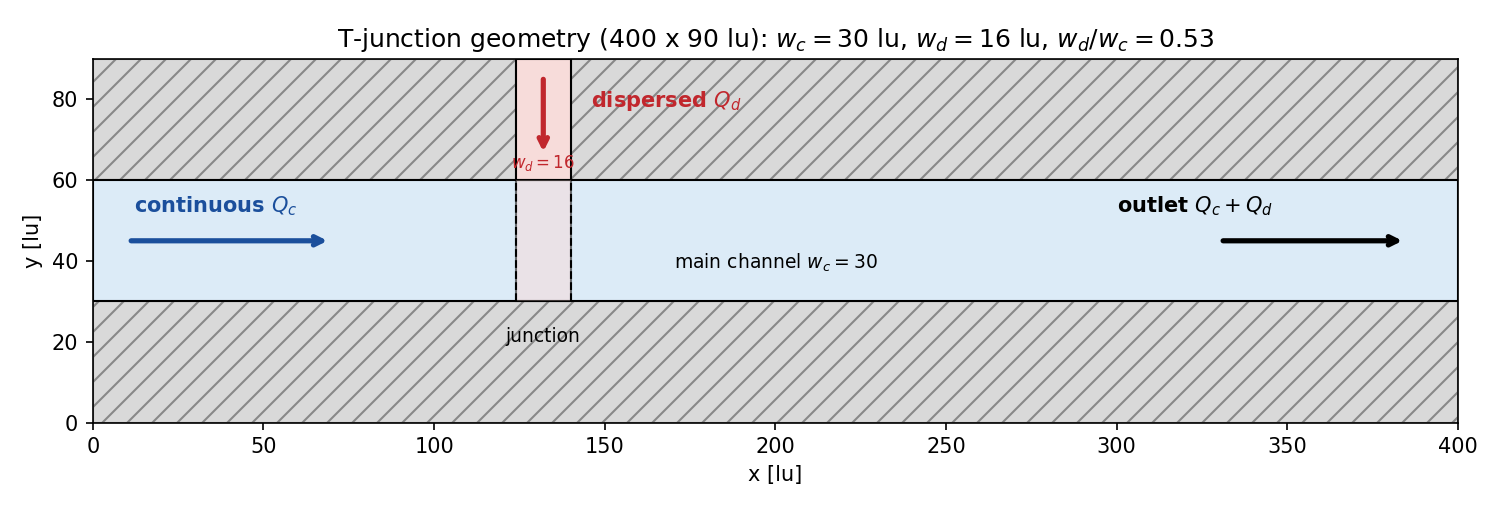 T-junction geometry (400 x 90 lu): w_c = 30 lu, w_d = 16 lu, w_d/w_c = 0.53
y [lu]
80
60
40
20
0
dispersed Q_d
w_d = 16
continuous Q_c
outlet Q_c + Q_d
main channel w_c = 30
junction
0 50 100 150 200 250 300 350 400
x [lu]